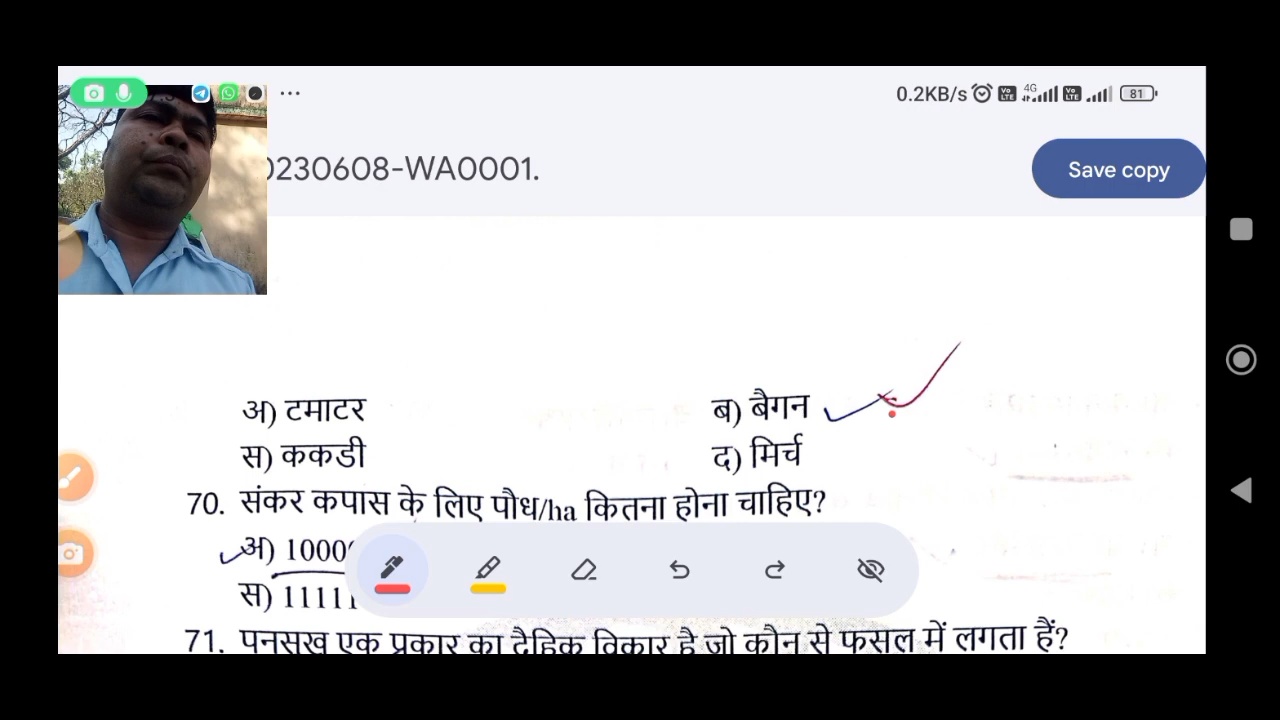 0.2KB/s 4G 81
0230608-WA0001.
Save copy
अ) टमाटर ब) बैगन
स) ककडी द) मिर्च
70. संकर कपास के लिए पौध/ha कितना होना चाहिए?
अ) 1000
स) 1111
71. पनसुख एक प्रकार का दैहिक विकार है जो कौन से फसल में लगता हैं?